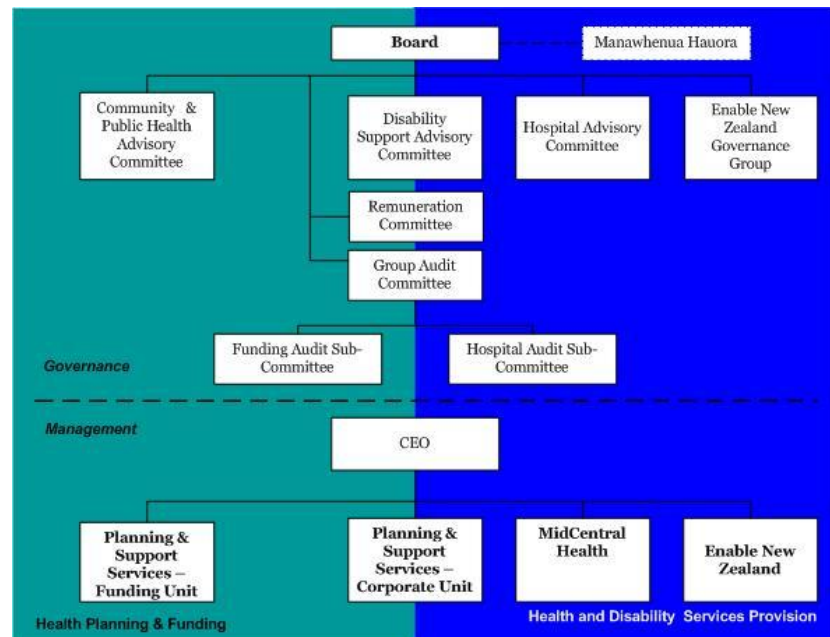 Board
Manawhenua Hauora
Community &
Public Health
Advisory
Committee
Disability
Support Advisory
Committee
Hospital Advisory
Committee
Enable New
Zealand
Governance
Group
Remuneration
Committee
Group Audit
Committee
Funding Audit Sub-
Committee
Hospital Audit Sub-
Committee
Governance
Management
CEO
Planning &
Support
Services –
Funding Unit
Planning &
Support
Services –
Corporate Unit
MidCentral
Health
Enable New
Zealand
Health Planning & Funding
Health and Disability Services Provision